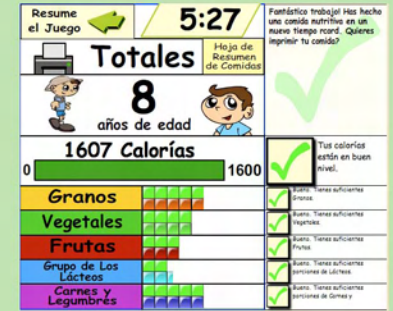 Resume
el Juego
5:27
Fantástico trabajo! Has hecho
una comida nutritiva en un
nuevo tiempo rcord. Quieres
imprimir tu comida?
Totales
Hoja de
Resumen
de Comidas
8
años de edad
1607 Calorías
0
1600
Tus calorías
están en buen
nivel.
Granos
Bueno. Tienes suficientes
Granos.
Vegetales
Bueno. Tienes suficientes
Vegetales.
Frutas
Bueno. Tienes suficientes
Frutas.
Grupo de Los
Lácteos
Bueno. Tienes suficientes
porciones de Lácteos.
Carnes y
Legumbres
Bueno. Tienes suficientes
porciones de Carnes y